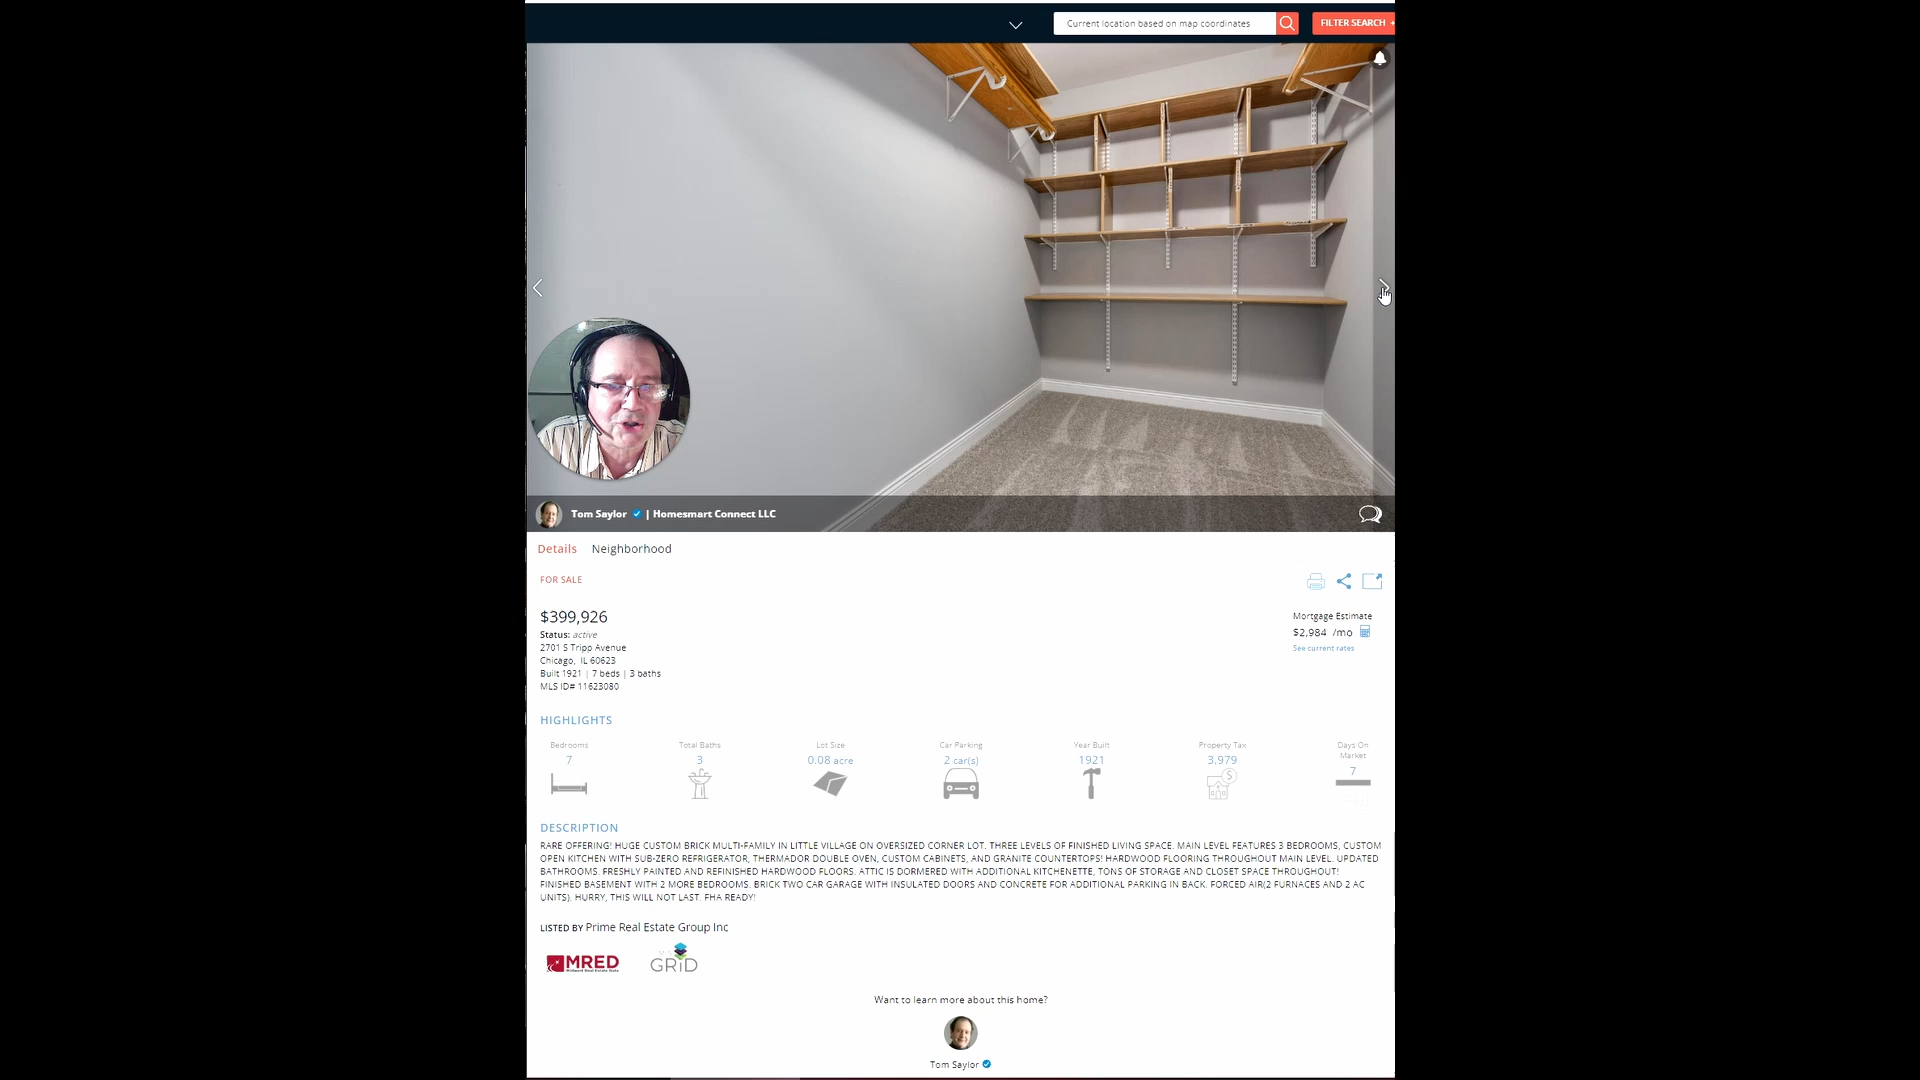 Current location based on map coordinates
FILTER SEARCH +
Tom Saylor | Homesmart Connect LLC
Details Neighborhood
FOR SALE
$399,926
Status: active
2701 S Tripp Avenue
Chicago, IL 60623
Built 1921 | 7 beds | 3 baths
MLS ID# 11623080
Mortgage Estimate
$2,984 /mo
See current rates
HIGHLIGHTS
Bedrooms
7
Total Baths
3
Lot Size
0.08 acre
Car Parking
2 car(s)
Year Built
1921
Property Tax
3,979
$
Days On
Market
7
DESCRIPTION
RARE OFFERING! HUGE CUSTOM BRICK MULTI-FAMILY IN LITTLE VILLAGE ON OVERSIZED CORNER LOT. THREE LEVELS OF FINISHED LIVING SPACE. MAIN LEVEL FEATURES 3 BEDROOMS, CUSTOM
OPEN KITCHEN WITH SUB-ZERO REFRIGERATOR, THERMADOR DOUBLE OVEN, CUSTOM CABINETS, AND GRANITE COUNTERTOPS! HARDWOOD FLOORING THROUGHOUT MAIN LEVEL. UPDATED
BATHROOMS. FRESHLY PAINTED AND REFINISHED HARDWOOD FLOORS. ATTIC IS DORMERED WITH ADDITIONAL KITCHENETTE, TONS OF STORAGE AND CLOSET SPACE THROUGHOUT!
FINISHED BASEMENT WITH 2 MORE BEDROOMS. BRICK TWO CAR GARAGE WITH INSULATED DOORS AND CONCRETE FOR ADDITIONAL PARKING IN BACK. FORCED AIR(2 FURNACES AND 2 AC
UNITS). HURRY, THIS WILL NOT LAST. FHA READY!
LISTED BY Prime Real Estate Group Inc
MRED
Midwest Real Estate Data
GRiD
Want to learn more about this home?
Tom Saylor